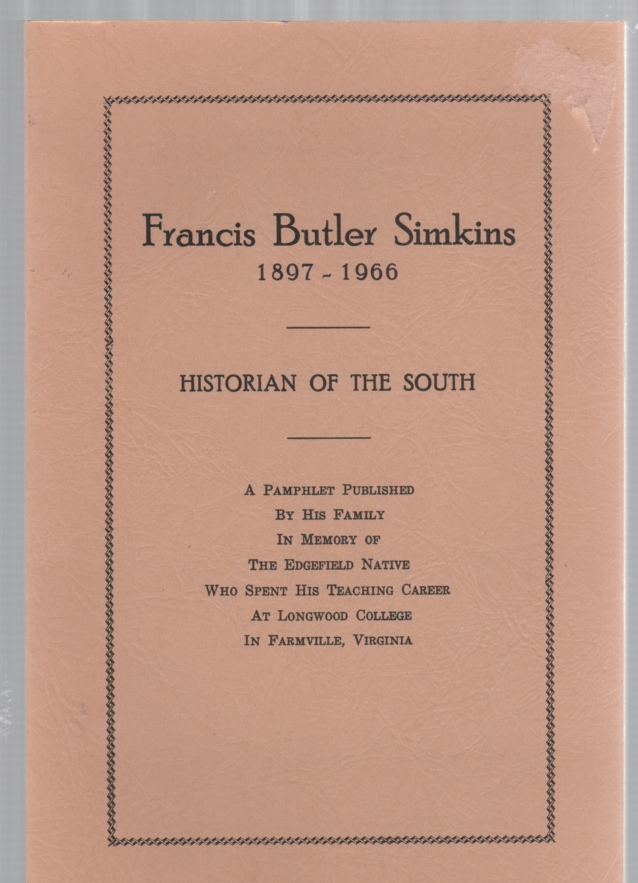 Francis Butler Simkins
1897 - 1966
HISTORIAN OF THE SOUTH
A PAMPHLET PUBLISHED
BY HIS FAMILY
IN MEMORY OF
THE EDGEFIELD NATIVE
WHO SPENT HIS TEACHING CAREER
AT LONGWOOD COLLEGE
IN FARMVILLE, VIRGINIA